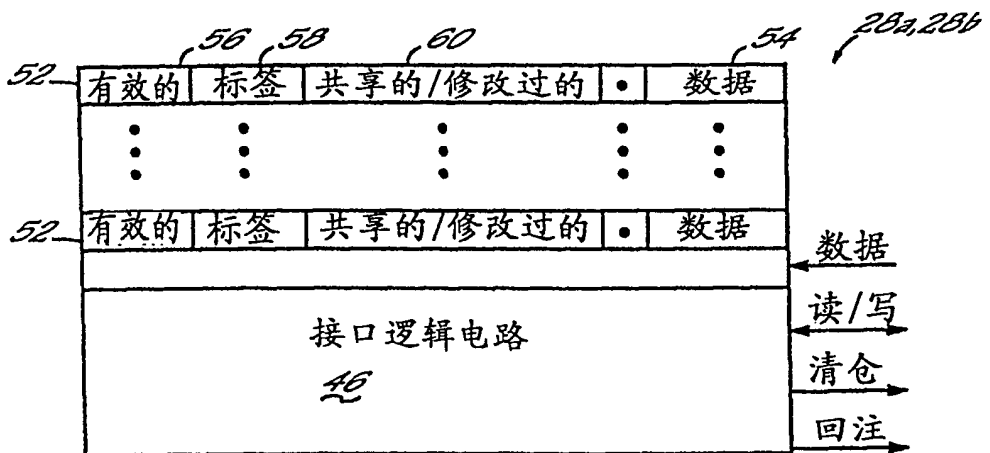 56 58 60 54 28a,28b
52 有效的 标签 共享的/修改过的 • 数据
52 有效的 标签 共享的/修改过的 • 数据
数据
接口逻辑电路 读/写
46 清仓
回注